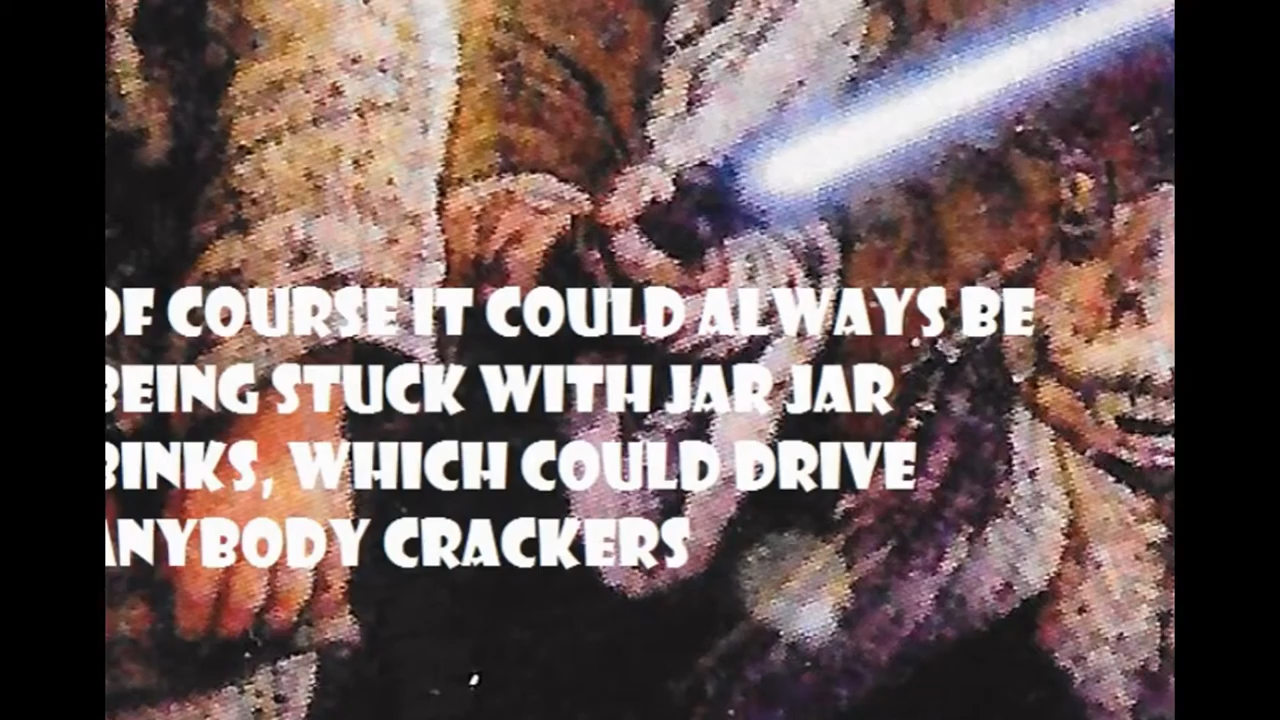 OF COURSE IT COULD ALWAYS BE
BEING STUCK WITH JAR JAR
BINKS, WHICH COULD DRIVE
ANYBODY CRACKERS